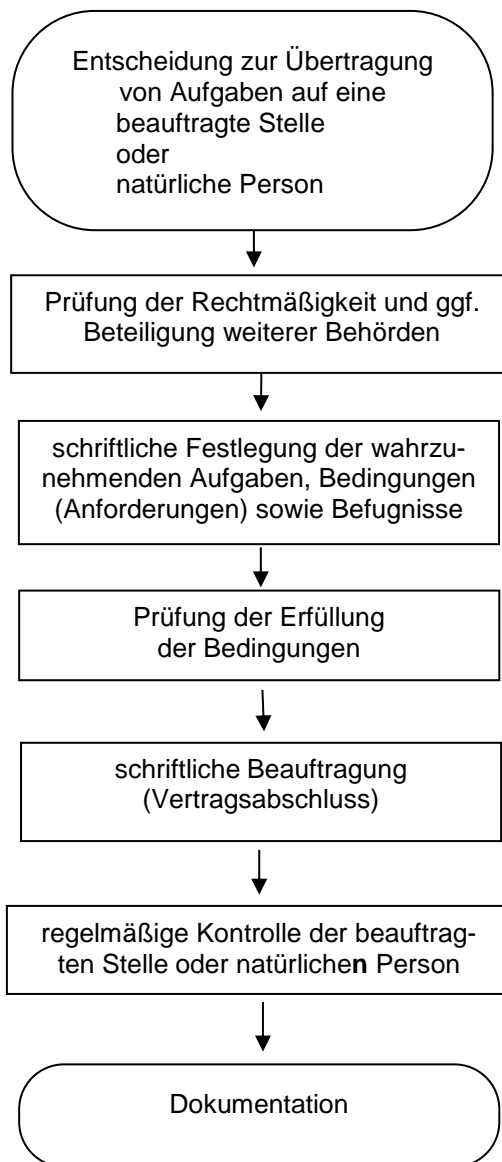 Entscheidung zur Übertragung
von Aufgaben auf eine
beauftragte Stelle
oder
natürliche Person
Prüfung der Rechtmäßigkeit und ggf.
Beteiligung weiterer Behörden
schriftliche Festlegung der wahrzu-
nehmenden Aufgaben, Bedingungen
(Anforderungen) sowie Befugnisse
Prüfung der Erfüllung
der Bedingungen
schriftliche Beauftragung
(Vertragsabschluss)
regelmäßige Kontrolle der beauftrag-
ten Stelle oder natürlichen Person
Dokumentation